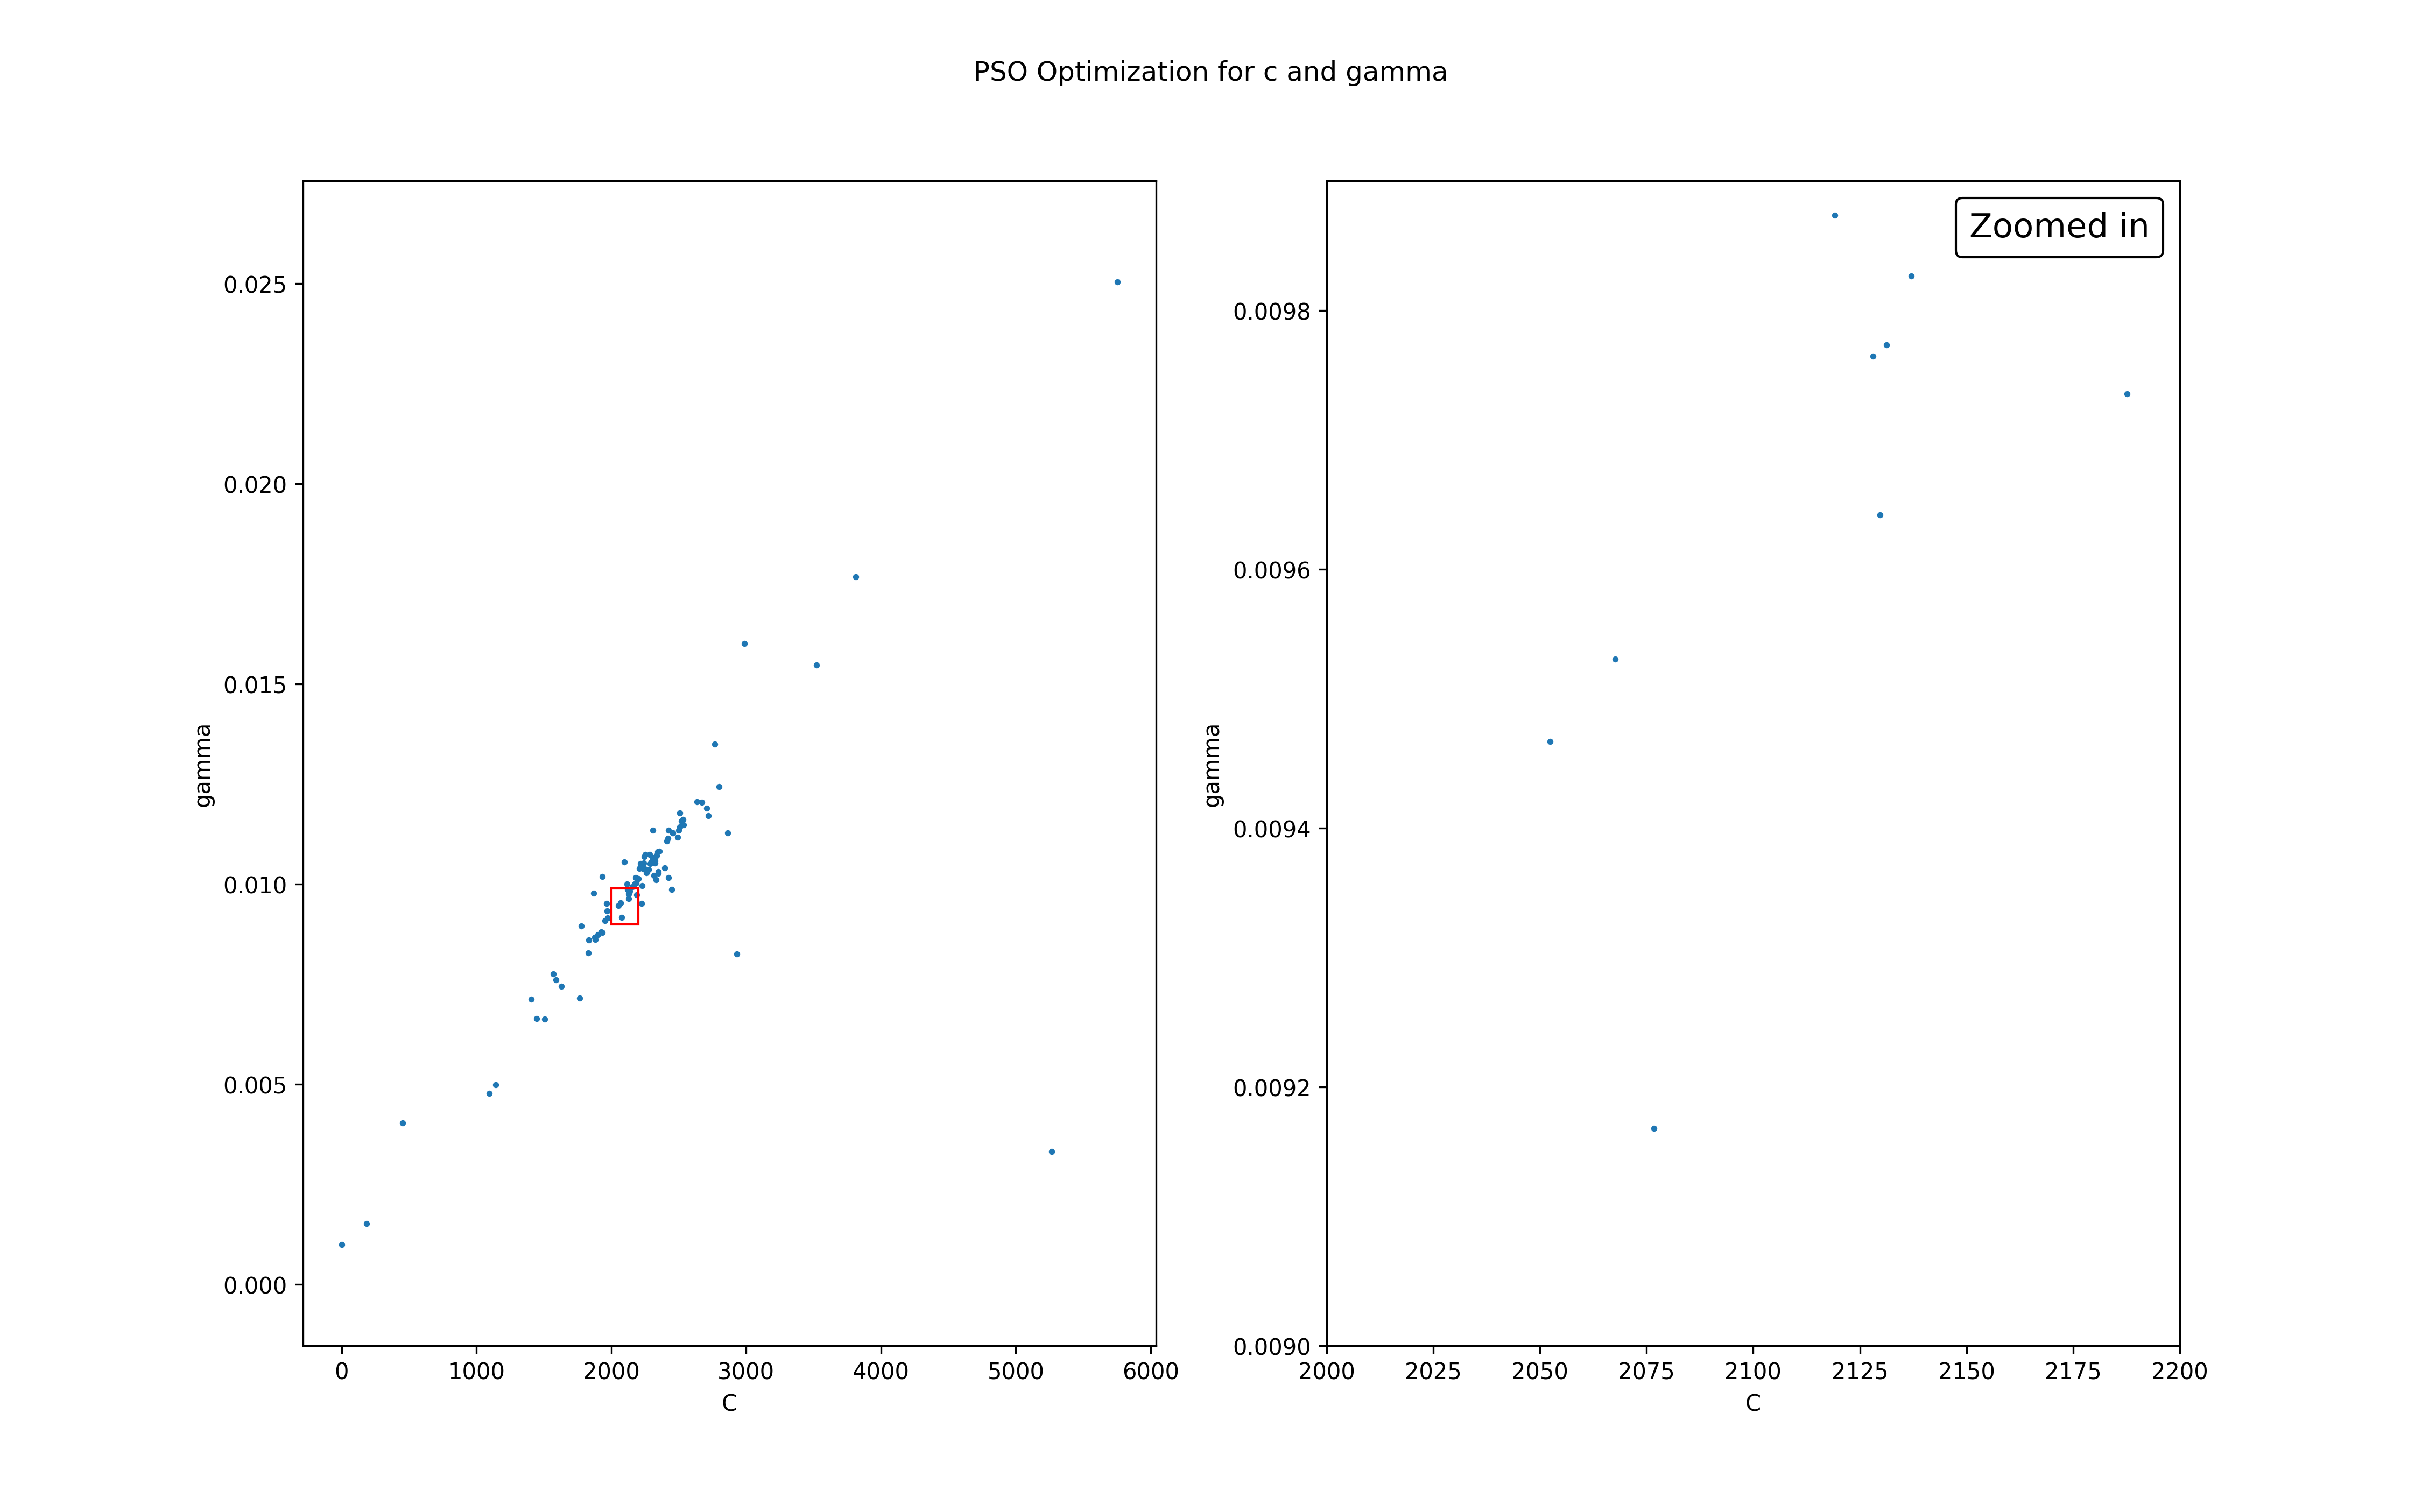 PSO Optimization for c and gamma
gamma
0.025
0.020
0.015
0.010
0.005
0.000
0 1000 2000 3000 4000 5000 6000
C
Zoomed in
gamma
0.0098
0.0096
0.0094
0.0092
0.0090
2000 2025 2050 2075 2100 2125 2150 2175 2200
C